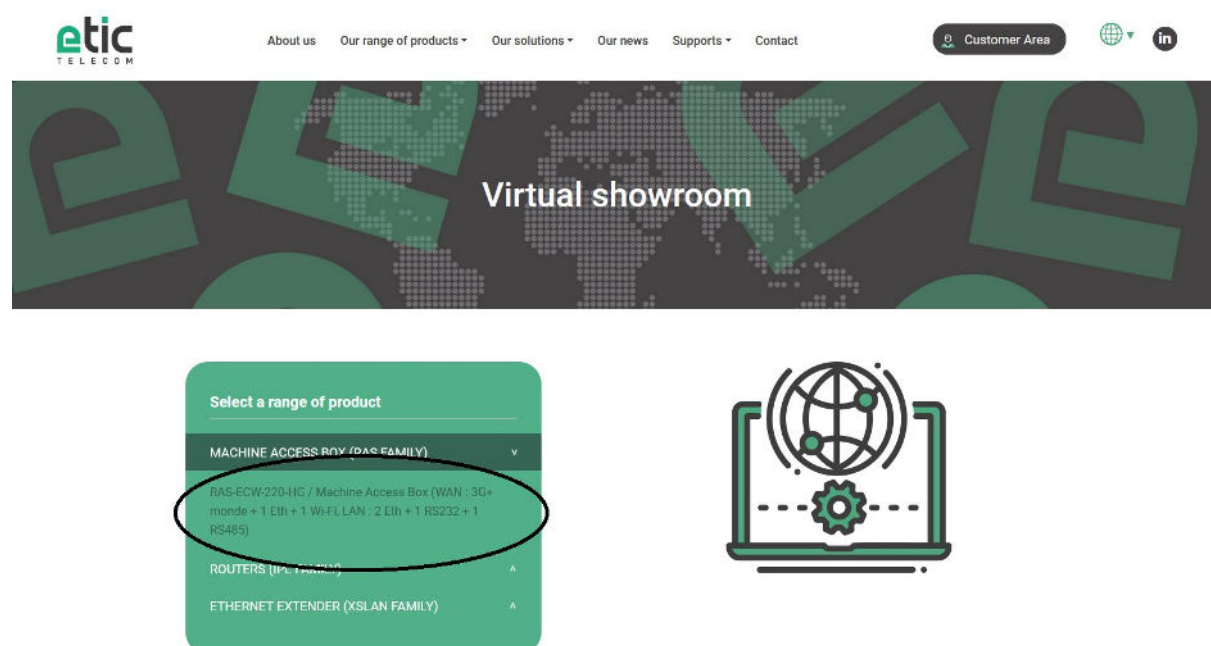 etic
TELECOM
About us Our range of products Our solutions Our news Supports Contact Customer Area in
Virtual showroom
Select a range of product
MACHINE ACCESS BOX (RAS FAMILY)
RAS-ECW-220-HG / Machine Access Box (WAN : 3G+
monde + 1 Eth + 1 Wi-Fi, LAN : 2 Eth + 1 RS232 + 1
RS485)
ROUTERS (IPL FAMILY)
ETHERNET EXTENDER (XSLAN FAMILY)